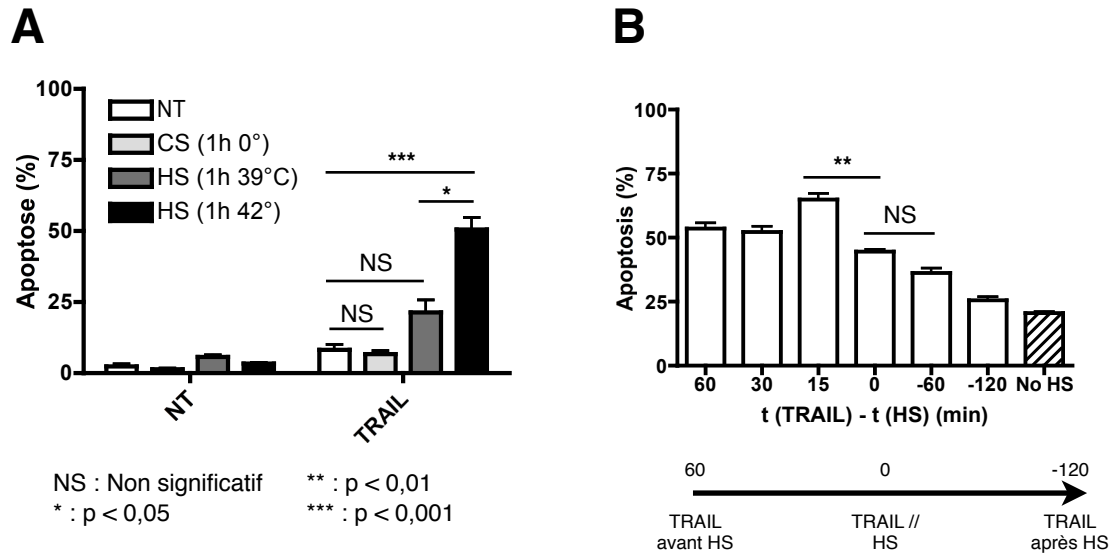 A
Apoptose (%)
100
75
50
25
0
NT
CS (1h 0°)
HS (1h 39°C)
HS (1h 42°)
***
*
NS
NS
NT
TRAIL
NS : Non significatif
* : p < 0,05
** : p < 0,01
*** : p < 0,001
B
Apoptosis (%)
100
75
50
25
0
**
NS
60 30 15 0 -60 -120 No HS
t (TRAIL) - t (HS) (min)
60 0 -120
TRAIL
avant HS
TRAIL //
HS
TRAIL
après HS